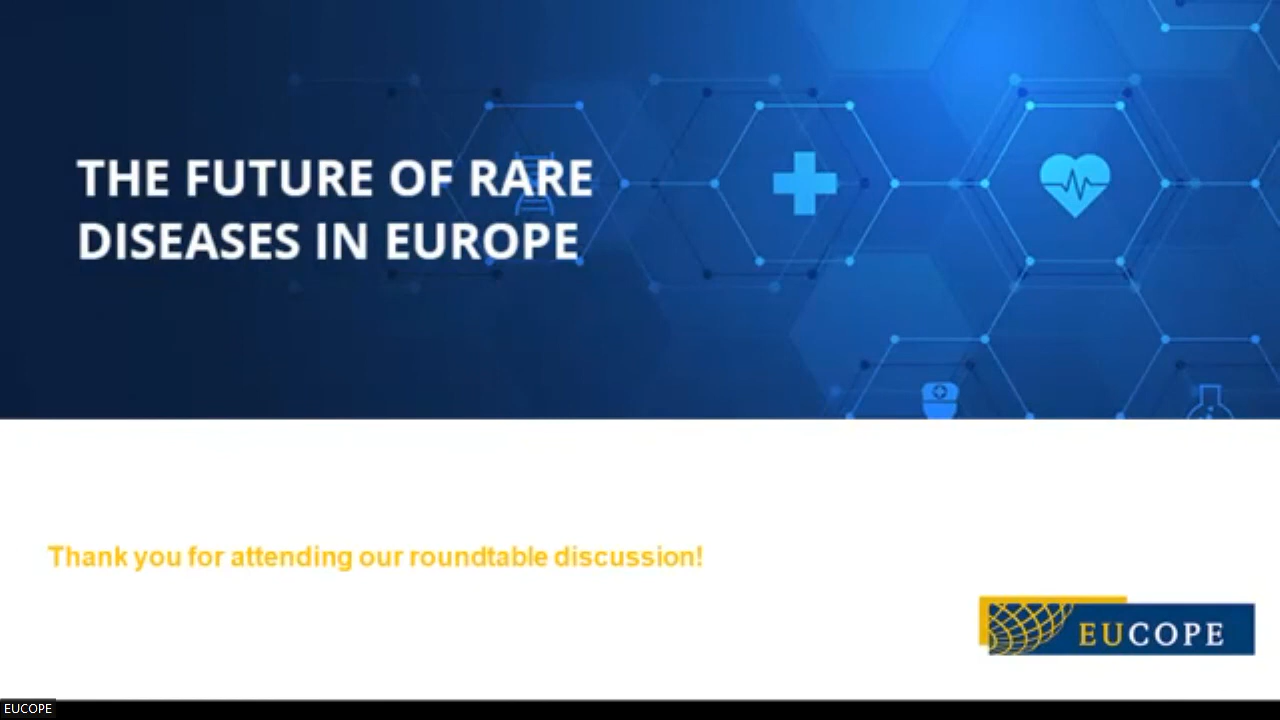 THE FUTURE OF RARE
DISEASES IN EUROPE
Thank you for attending our roundtable discussion!
EUCOPE
EUCOPE